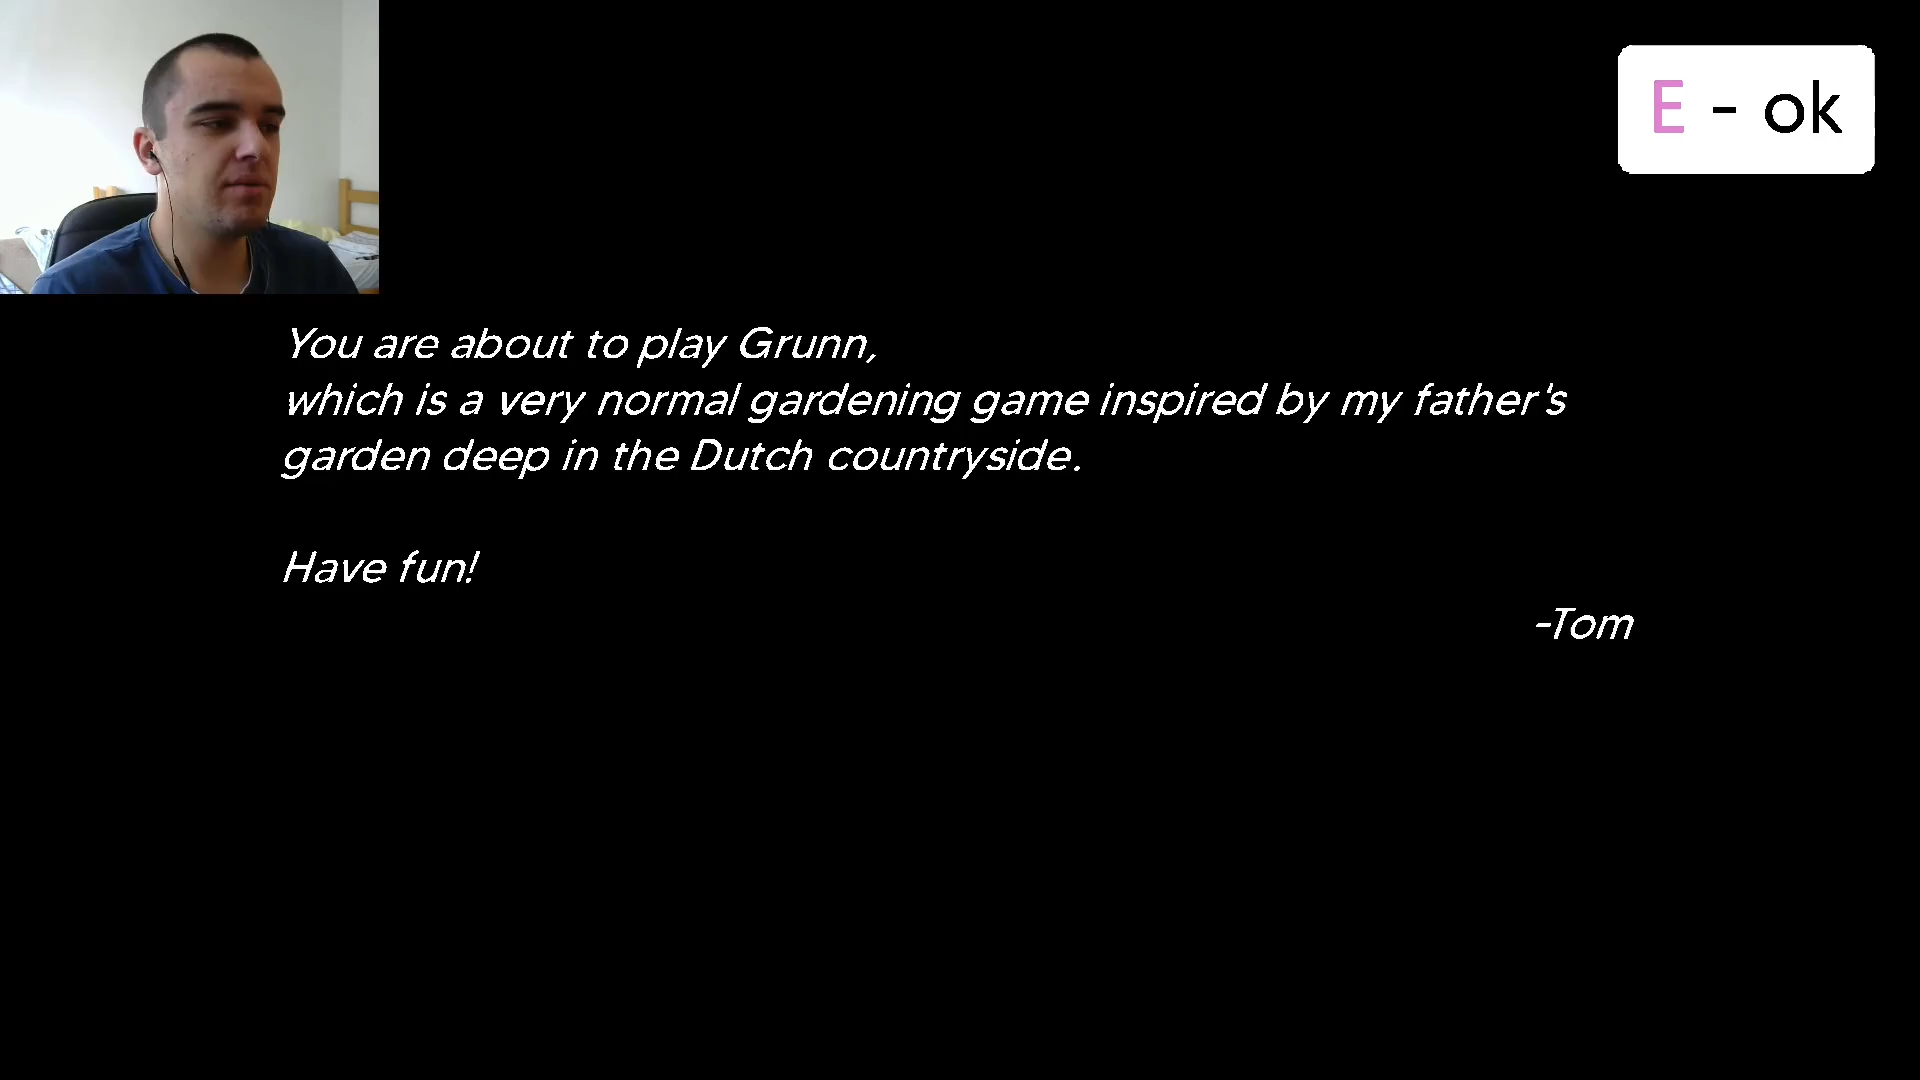 E - ok
You are about to play Grunn,
which is a very normal gardening game inspired by my father's
garden deep in the Dutch countryside.
Have fun!
-Tom